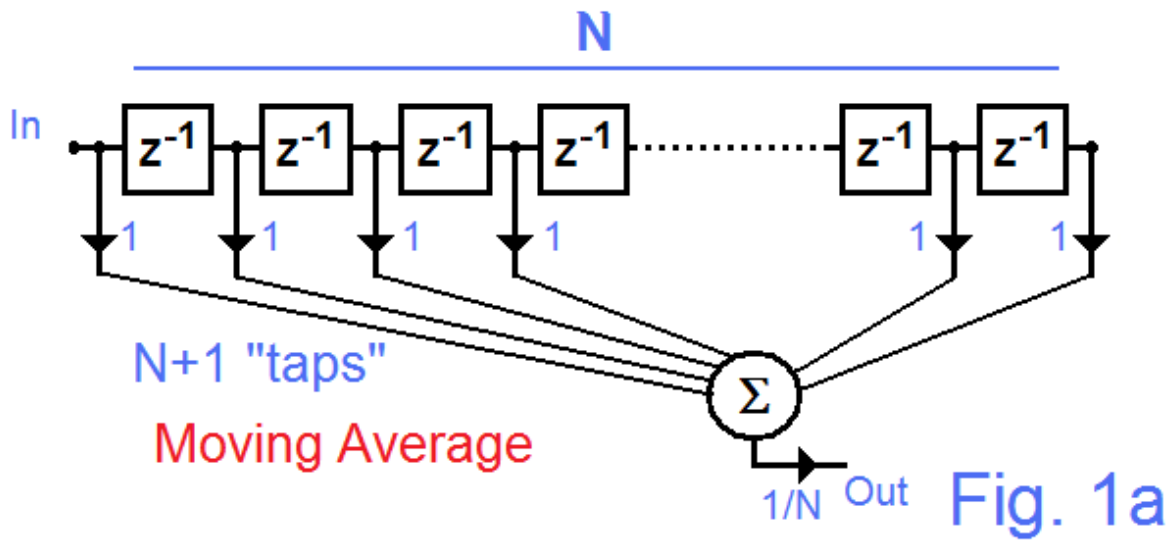 N
In
z⁻¹ z⁻¹ z⁻¹ z⁻¹ z⁻¹ z⁻¹
1 1 1 1 1 1
N+1 "taps"
Σ
Moving Average
1/N Out
Fig. 1a